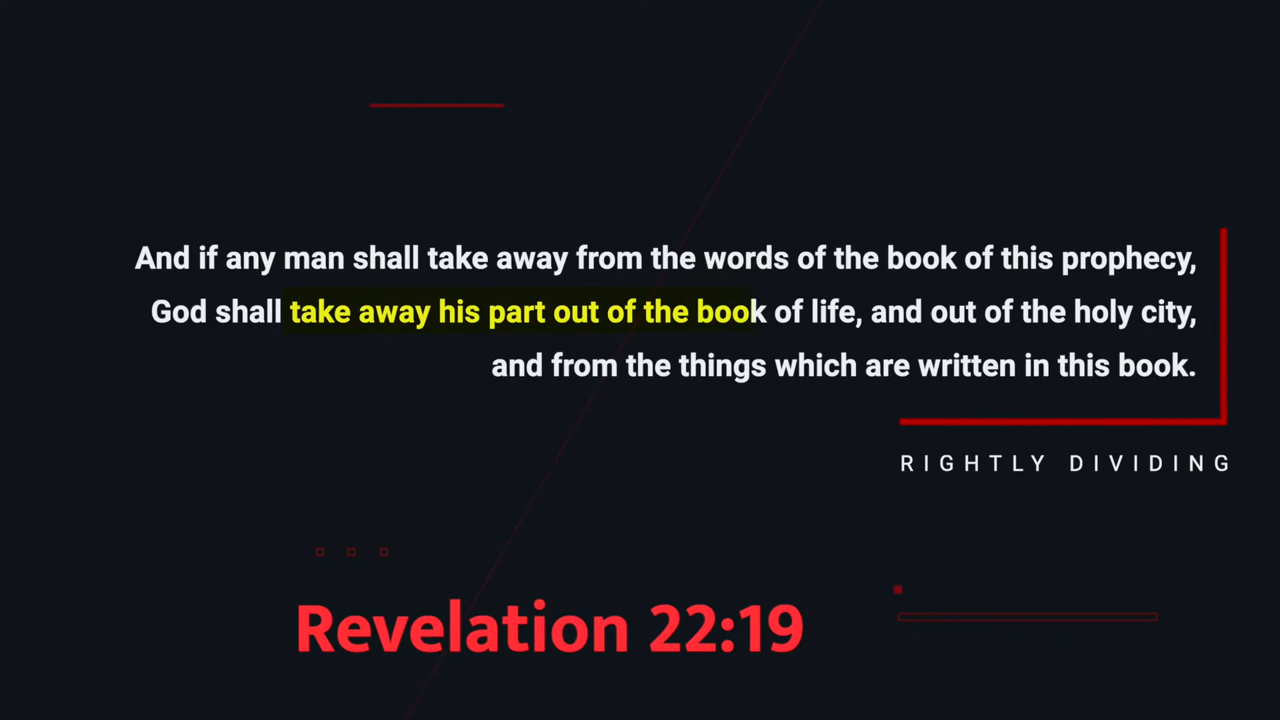 And if any man shall take away from the words of the book of this prophecy,
God shall take away his part out of the book of life, and out of the holy city,
and from the things which are written in this book.
RIGHTLY DIVIDING
Revelation 22:19